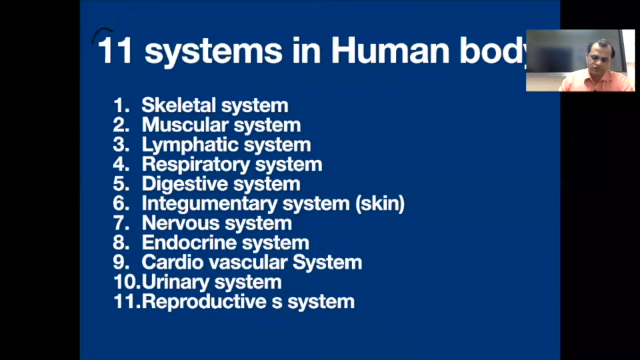 11 systems in Human body
1. Skeletal system
2. Muscular system
3. Lymphatic system
4. Respiratory system
5. Digestive system
6. Integumentary system (skin)
7. Nervous system
8. Endocrine system
9. Cardio vascular System
10.Urinary system
11.Reproductive s system